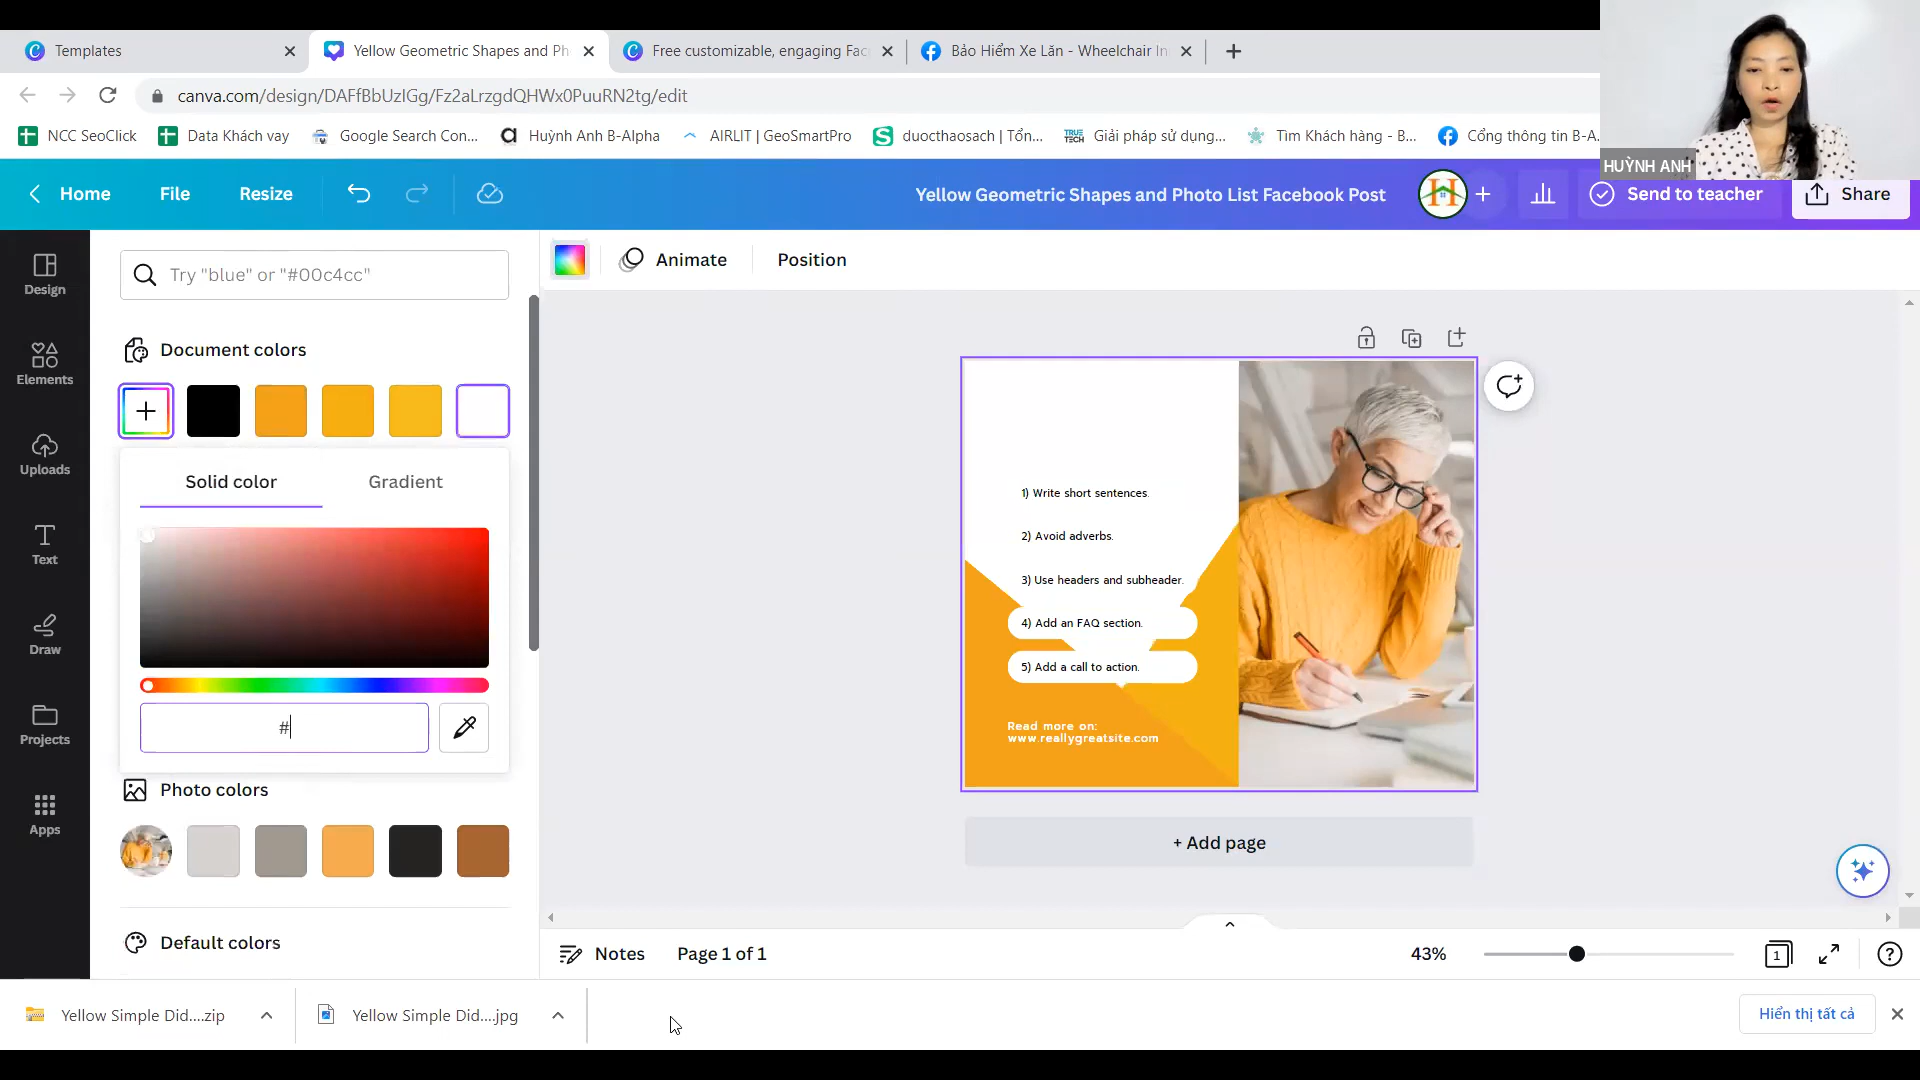 Templates
Yellow Geometric Shapes and Ph
Free customizable, engaging Fac
Bảo Hiểm Xe Lăn - Wheelchair In
canva.com/design/DAFfBbUzIGg/Fz2aLrzgdQHWx0PuuRN2tg/edit
NCC SeoClick
Data Khách vay
Google Search Con...
Huỳnh Anh B-Alpha
AIRLIT | GeoSmartPro
duocthaosach | Tổn...
TRUE TECH
Giải pháp sử dụng...
Tìm Khách hàng - B...
Cổng thông tin B-A...
HUỲNH ANH
Home
File
Resize
Yellow Geometric Shapes and Photo List Facebook Post
H
Send to teacher
Share
Design
Elements
Uploads
Text
Draw
Projects
Apps
Try "blue" or "#00c4cc"
Document colors
Solid color
Gradient
#
Photo colors
Default colors
Animate
Position
1) Write short sentences.
2) Avoid adverbs.
3) Use headers and subheader.
4) Add an FAQ section.
5) Add a call to action.
Read more on:
www.reallygreatsite.com
+ Add page
Notes
Page 1 of 1
43%
1
Yellow Simple Did....zip
Yellow Simple Did....jpg
Hiển thị tất cả